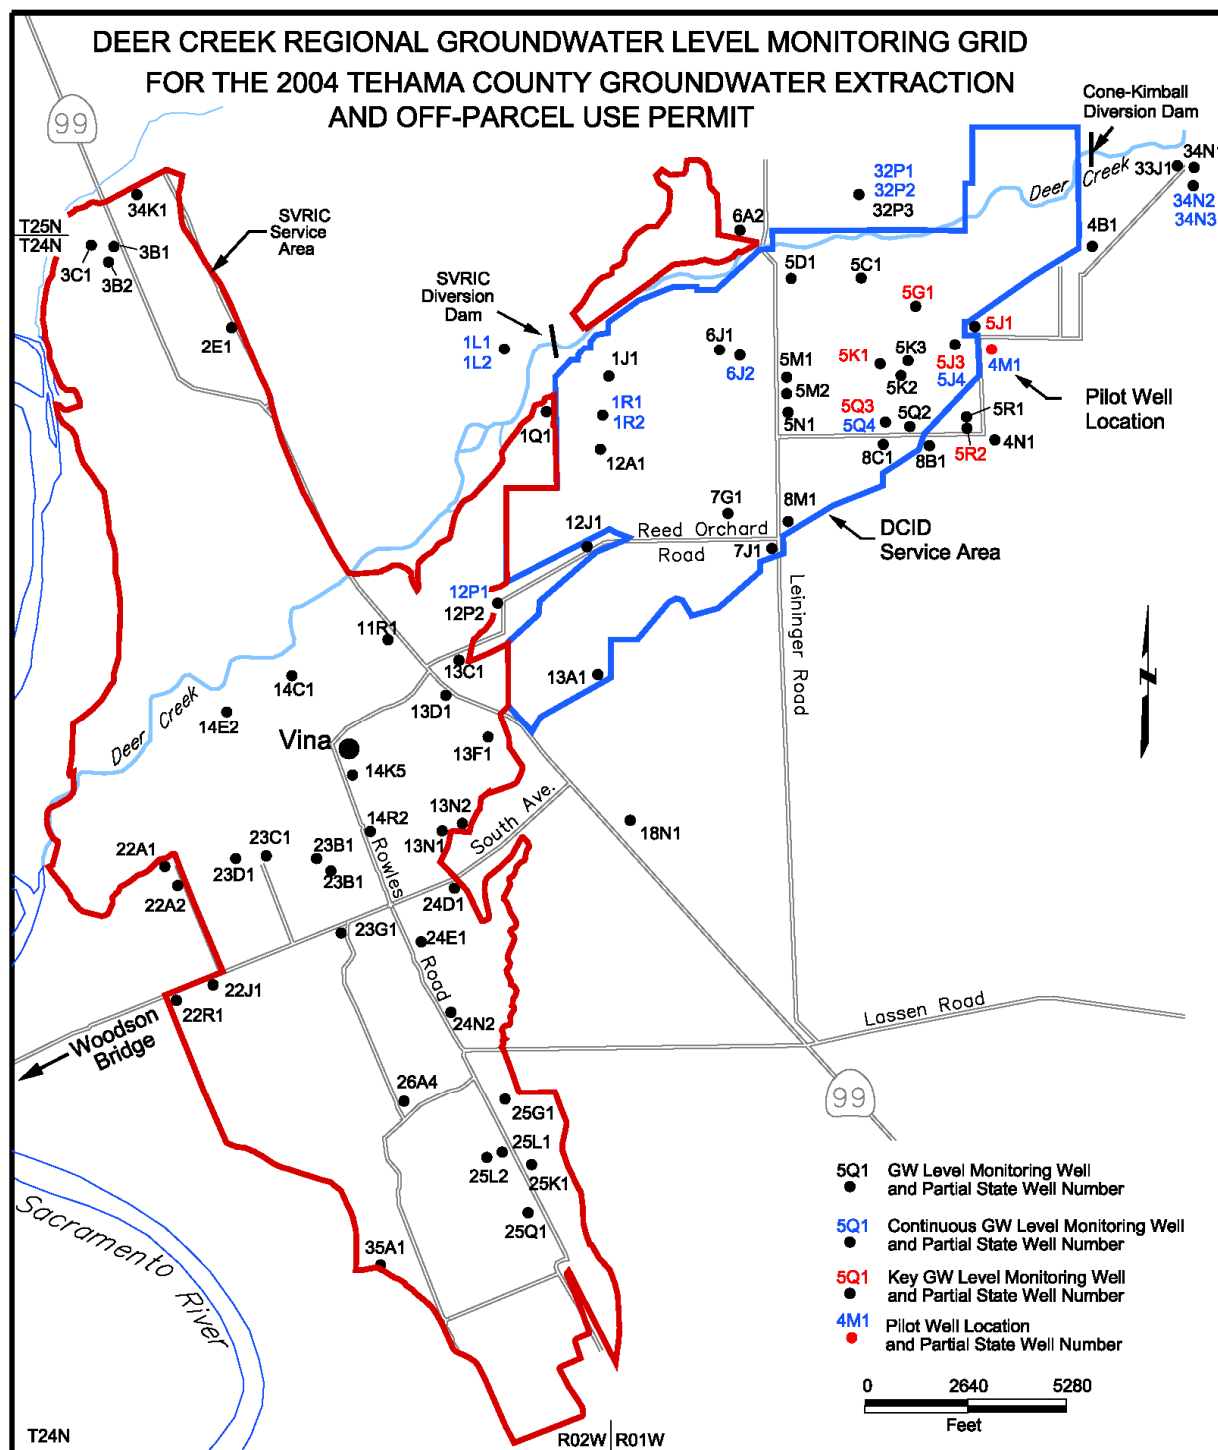 DEER CREEK REGIONAL GROUNDWATER LEVEL MONITORING GRID
FOR THE 2004 TEHAMA COUNTY GROUNDWATER EXTRACTION
AND OFF-PARCEL USE PERMIT
99
Cone-Kimball
Diversion Dam
34N1
33J1
34N2
34N3
32P1
32P2
32P3
Deer Creek
34K1
SVRIC
Service
Area
T25N
T24N
3C1
3B1
3B2
6A2
4B1
5D1
5C1
SVRIC
Diversion
Dam
5G1
5J1
2E1
1L1
1L2
6J1
6J2
1J1
5M1
5K1
5K3
5J3
5J4
4M1
5K2
5M2
Pilot Well
Location
1R1
1R2
1Q1
5N1
5Q3
5Q4
5Q2
5R1
12A1
8C1
8B1
5R2
4N1
7G1
8M1
12J1
Reed Orchard
Road
7J1
DCID
Service Area
12P1
12P2
Leininger Road
11R1
13C1
13A1
14C1
13D1
Deer Creek
14E2
Vina
13F1
14K5
South Ave.
13N2
14R2
13N1
18N1
22A1
23D1
23C1
23B1
23B1
Rowles
22A2
24D1
23G1
24E1
Road
22J1
22R1
24N2
Lassen Road
Woodson
Bridge
26A4
25G1
99
25L1
25L2
25K1
25Q1
35A1
Sacramento River
5Q1 GW Level Monitoring Well
and Partial State Well Number
5Q1 Continuous GW Level Monitoring Well
and Partial State Well Number
5Q1 Key GW Level Monitoring Well
and Partial State Well Number
4M1 Pilot Well Location
and Partial State Well Number
0 2640 5280
Feet
T24N
R02W R01W